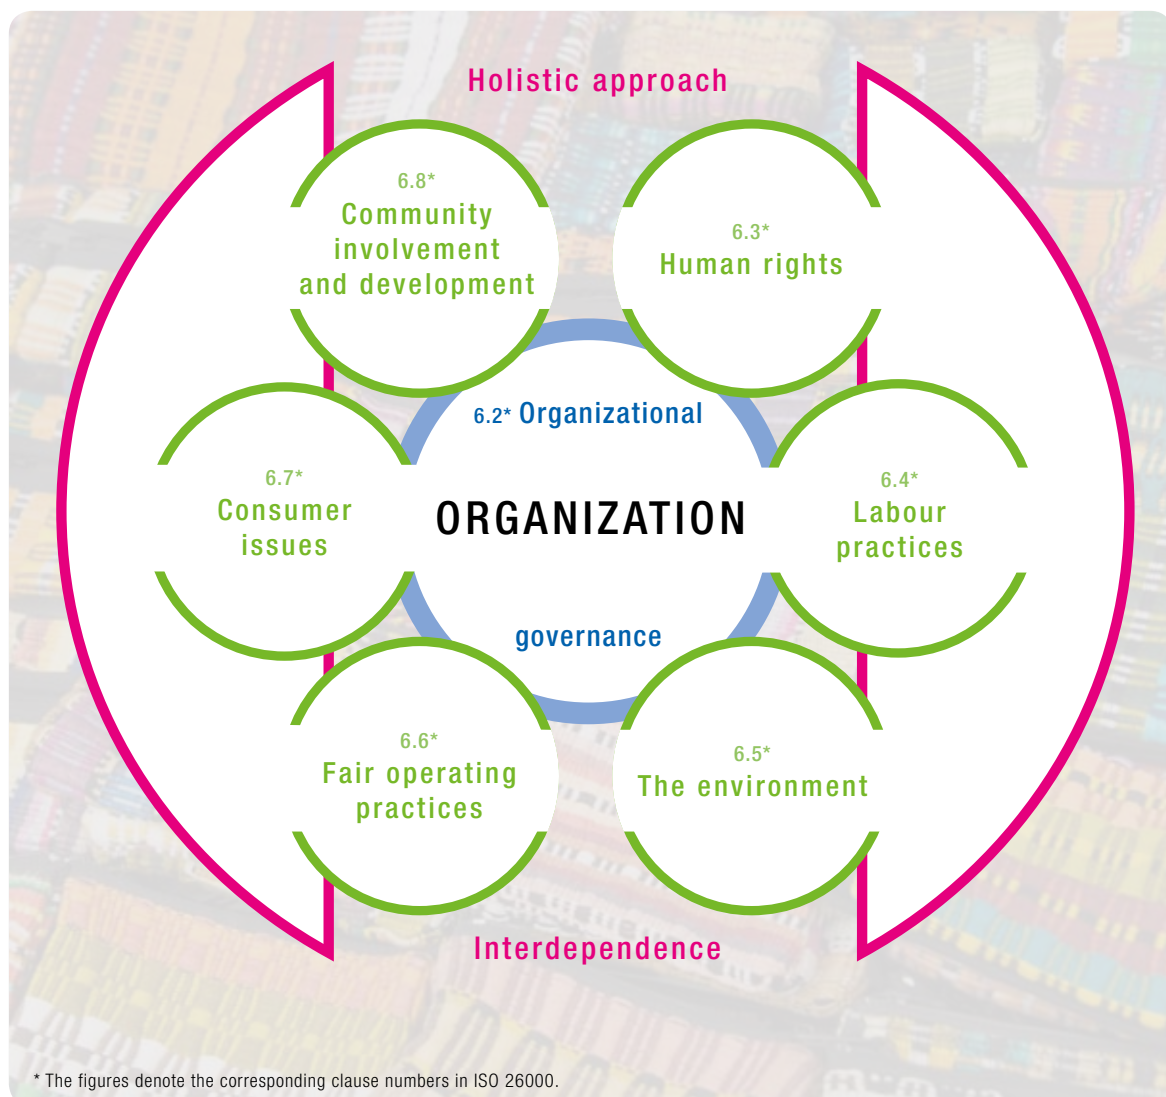 Holistic approach
6.8*
Community
involvement
and development
6.3*
Human rights
6.2* Organizational
6.7*
Consumer
issues
ORGANIZATION
6.4*
Labour
practices
governance
6.6*
Fair operating
practices
6.5*
The environment
Interdependence
* The figures denote the corresponding clause numbers in ISO 26000.